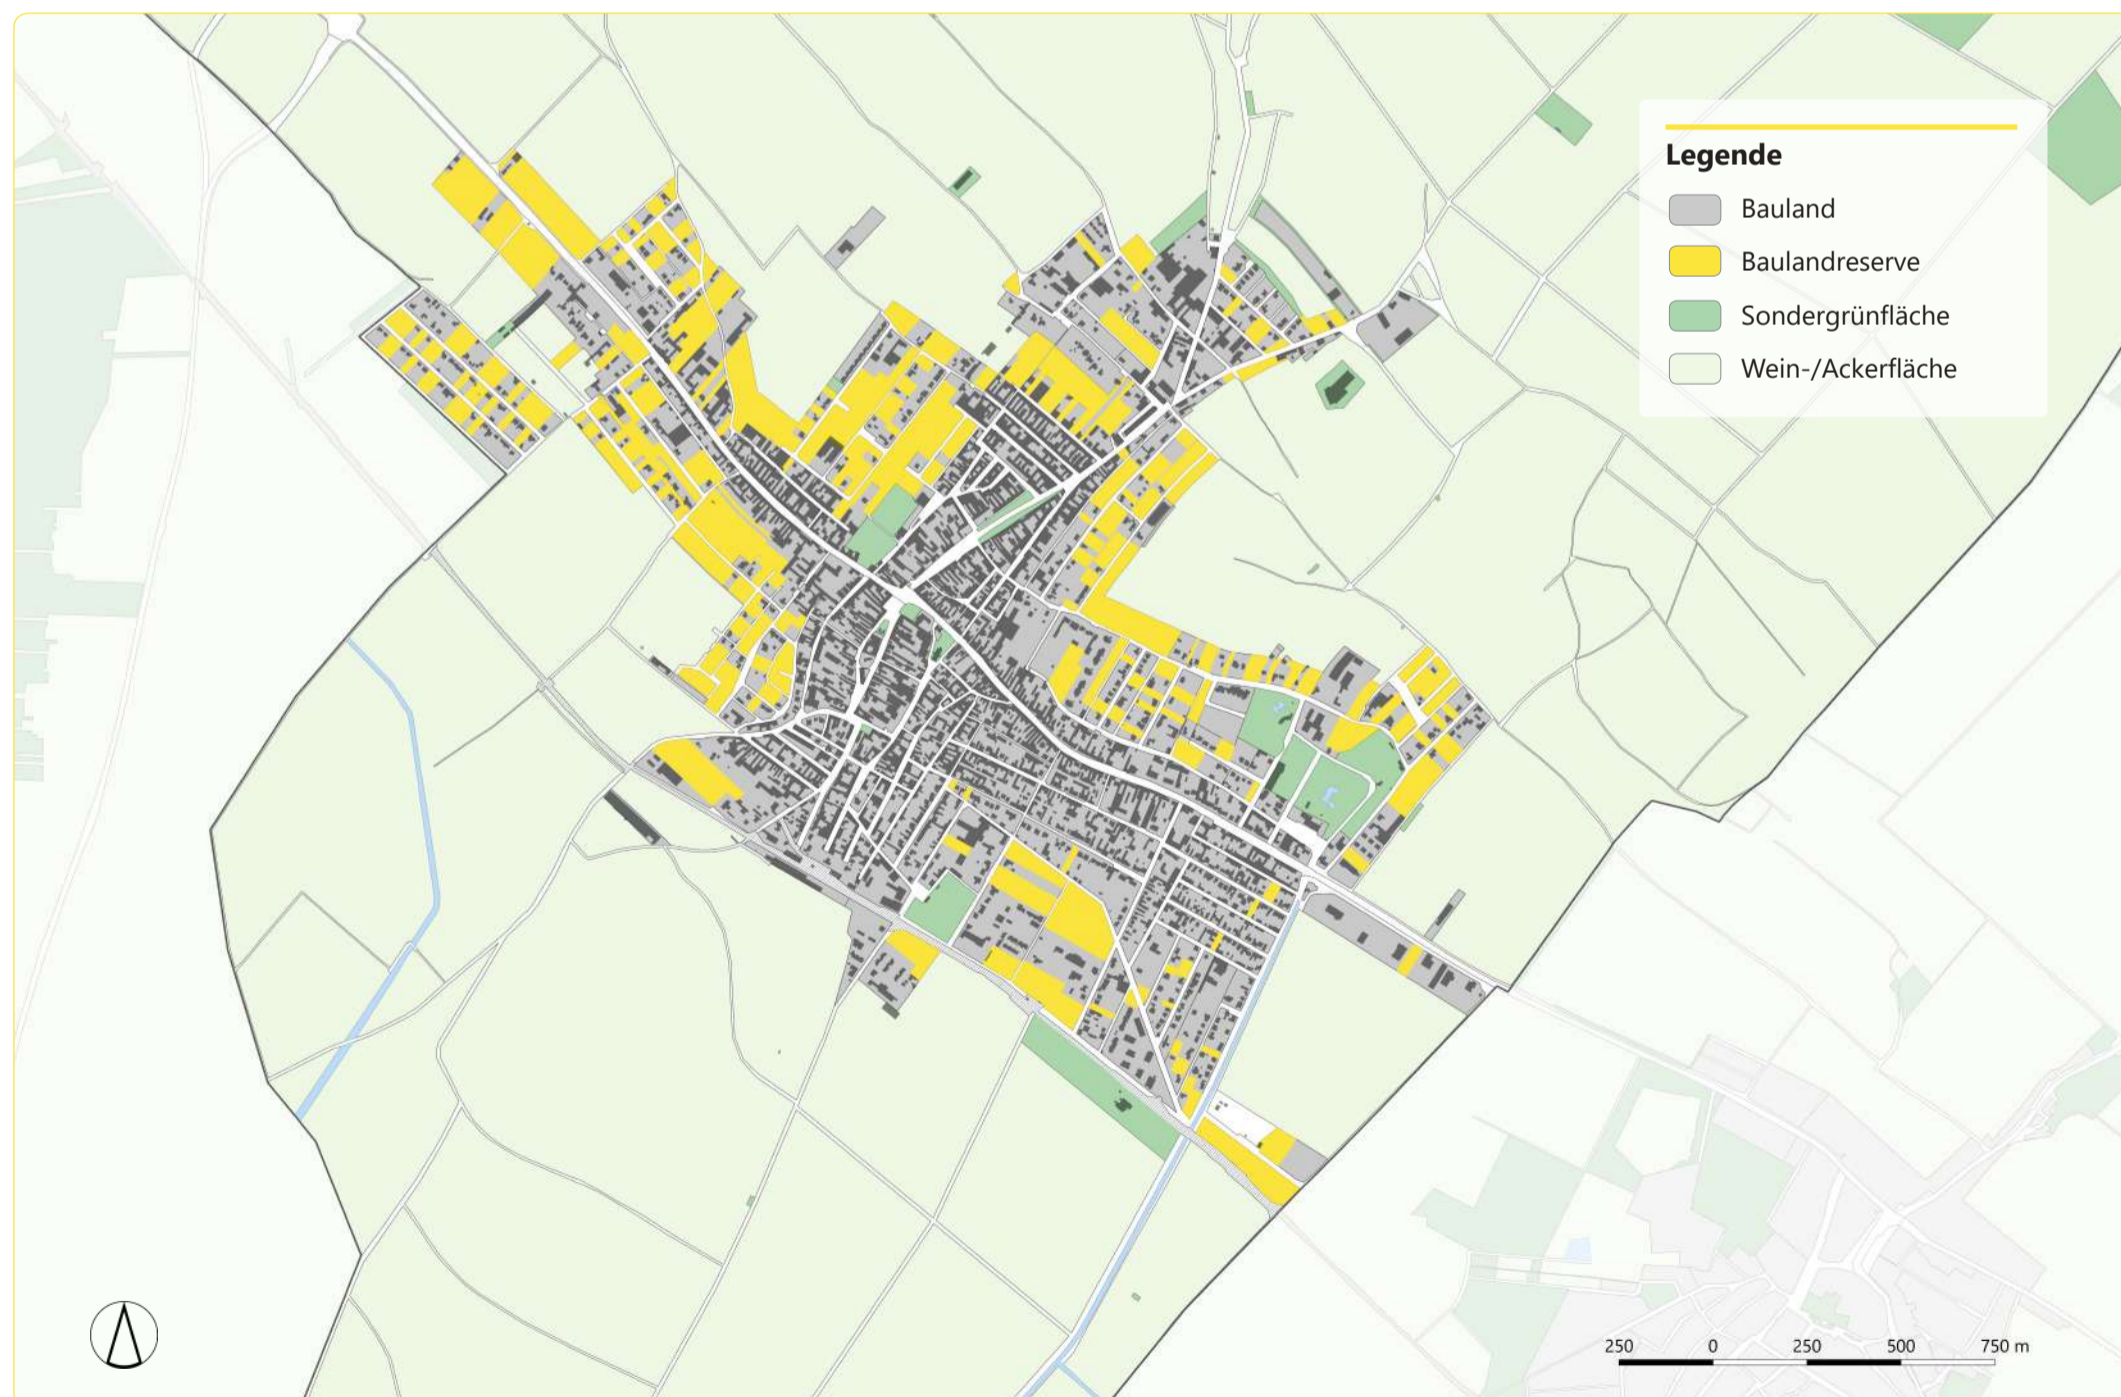 Legende
Bauland
Baulandreserve
Sondergrünfläche
Wein-/Ackerfläche
250 0 250 500 750 m